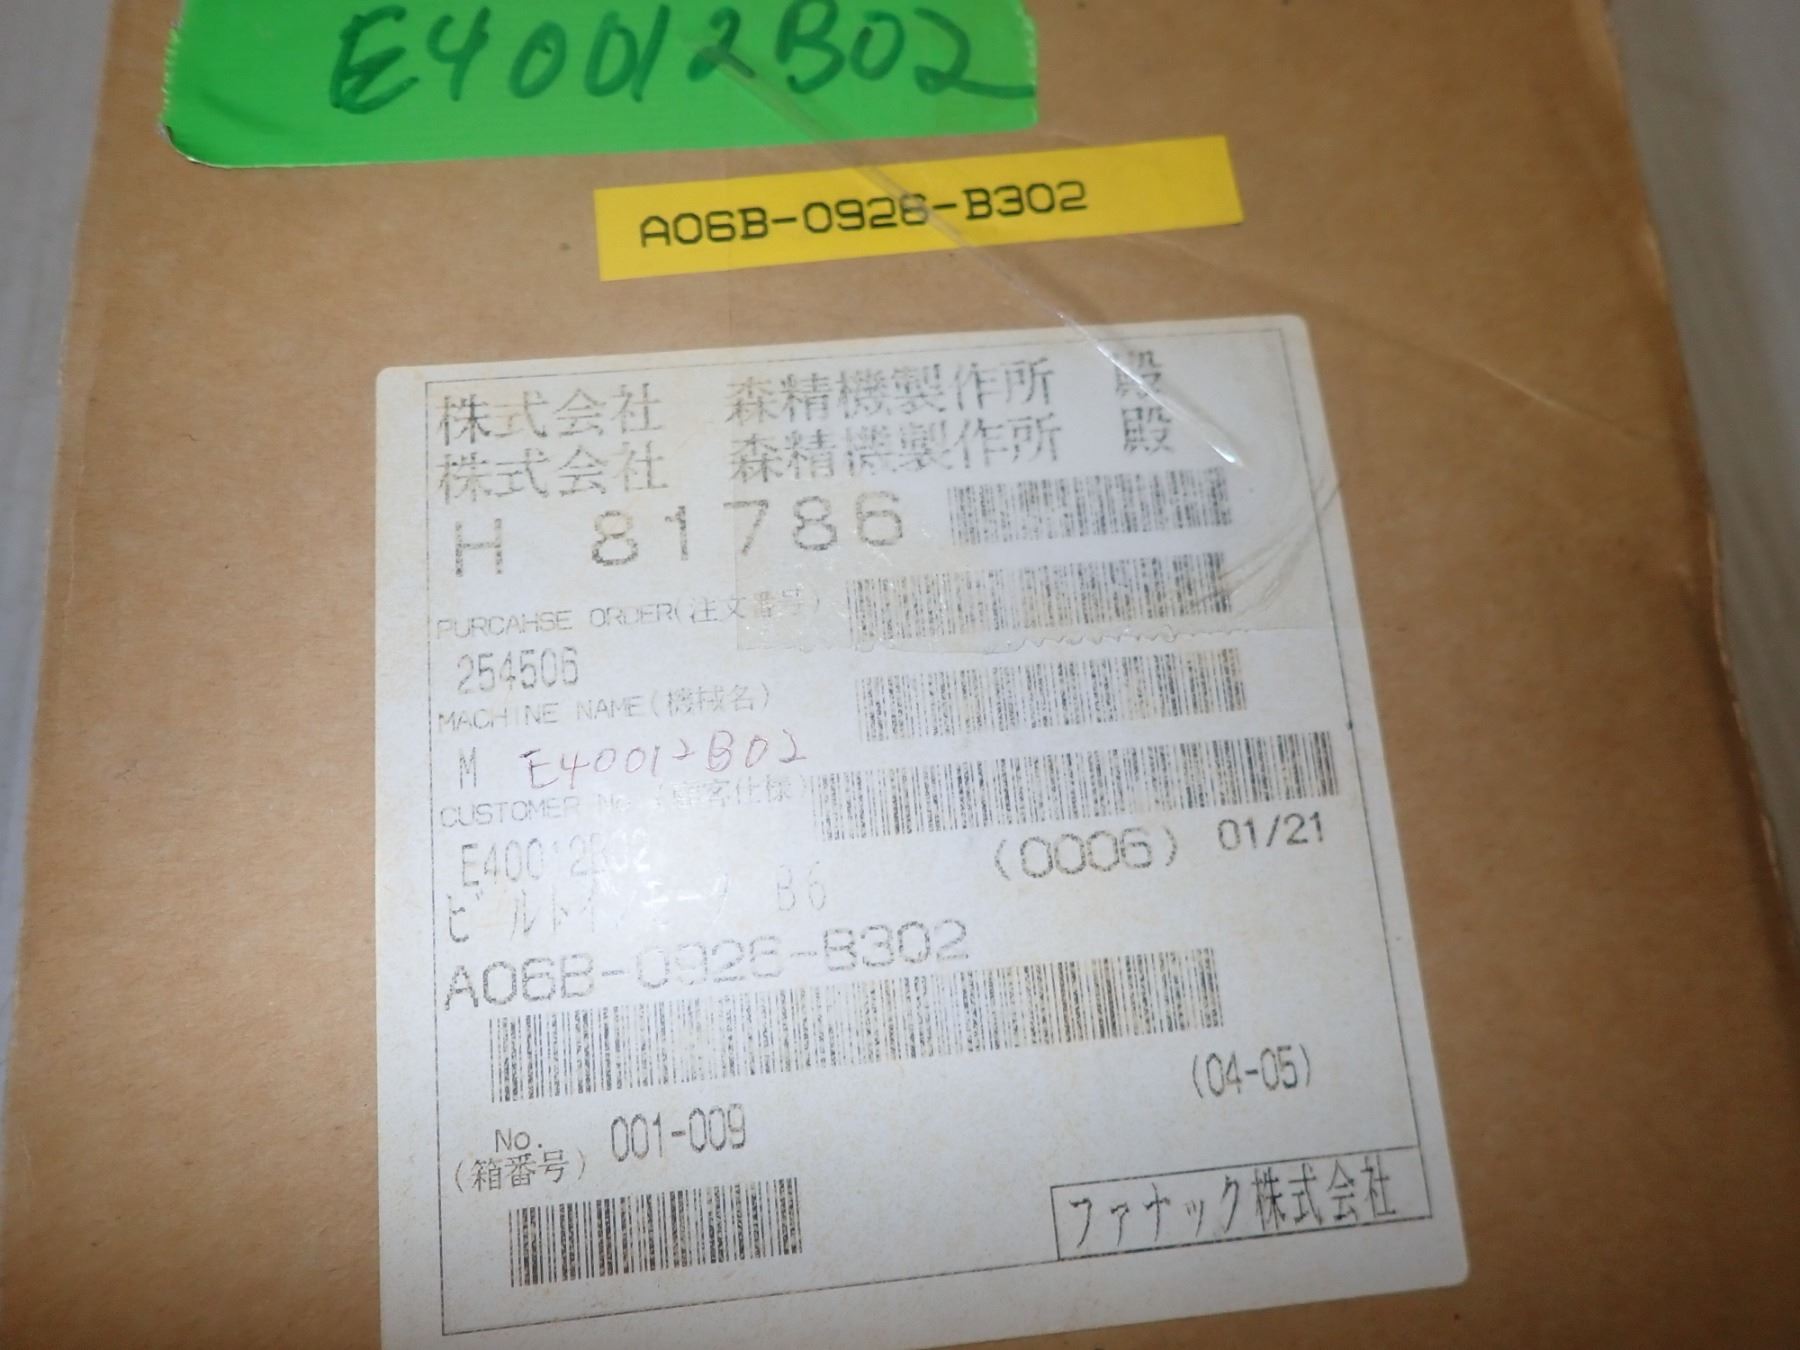 E40012B02
A06B-0926-B302
株式会社 森精機製作所 殿
株式会社 森精機製作所 殿
H 81786
PURCAHSE ORDER(注文番号)
254506
MACHINE NAME(機械名)
M E40012B02
CUSTOMER No.(顧客仕様)
E40012B02
(0006) 01/21
B6
A06B-0926-B302
(04-05)
No. 001-009
(箱番号)
ファナック株式会社